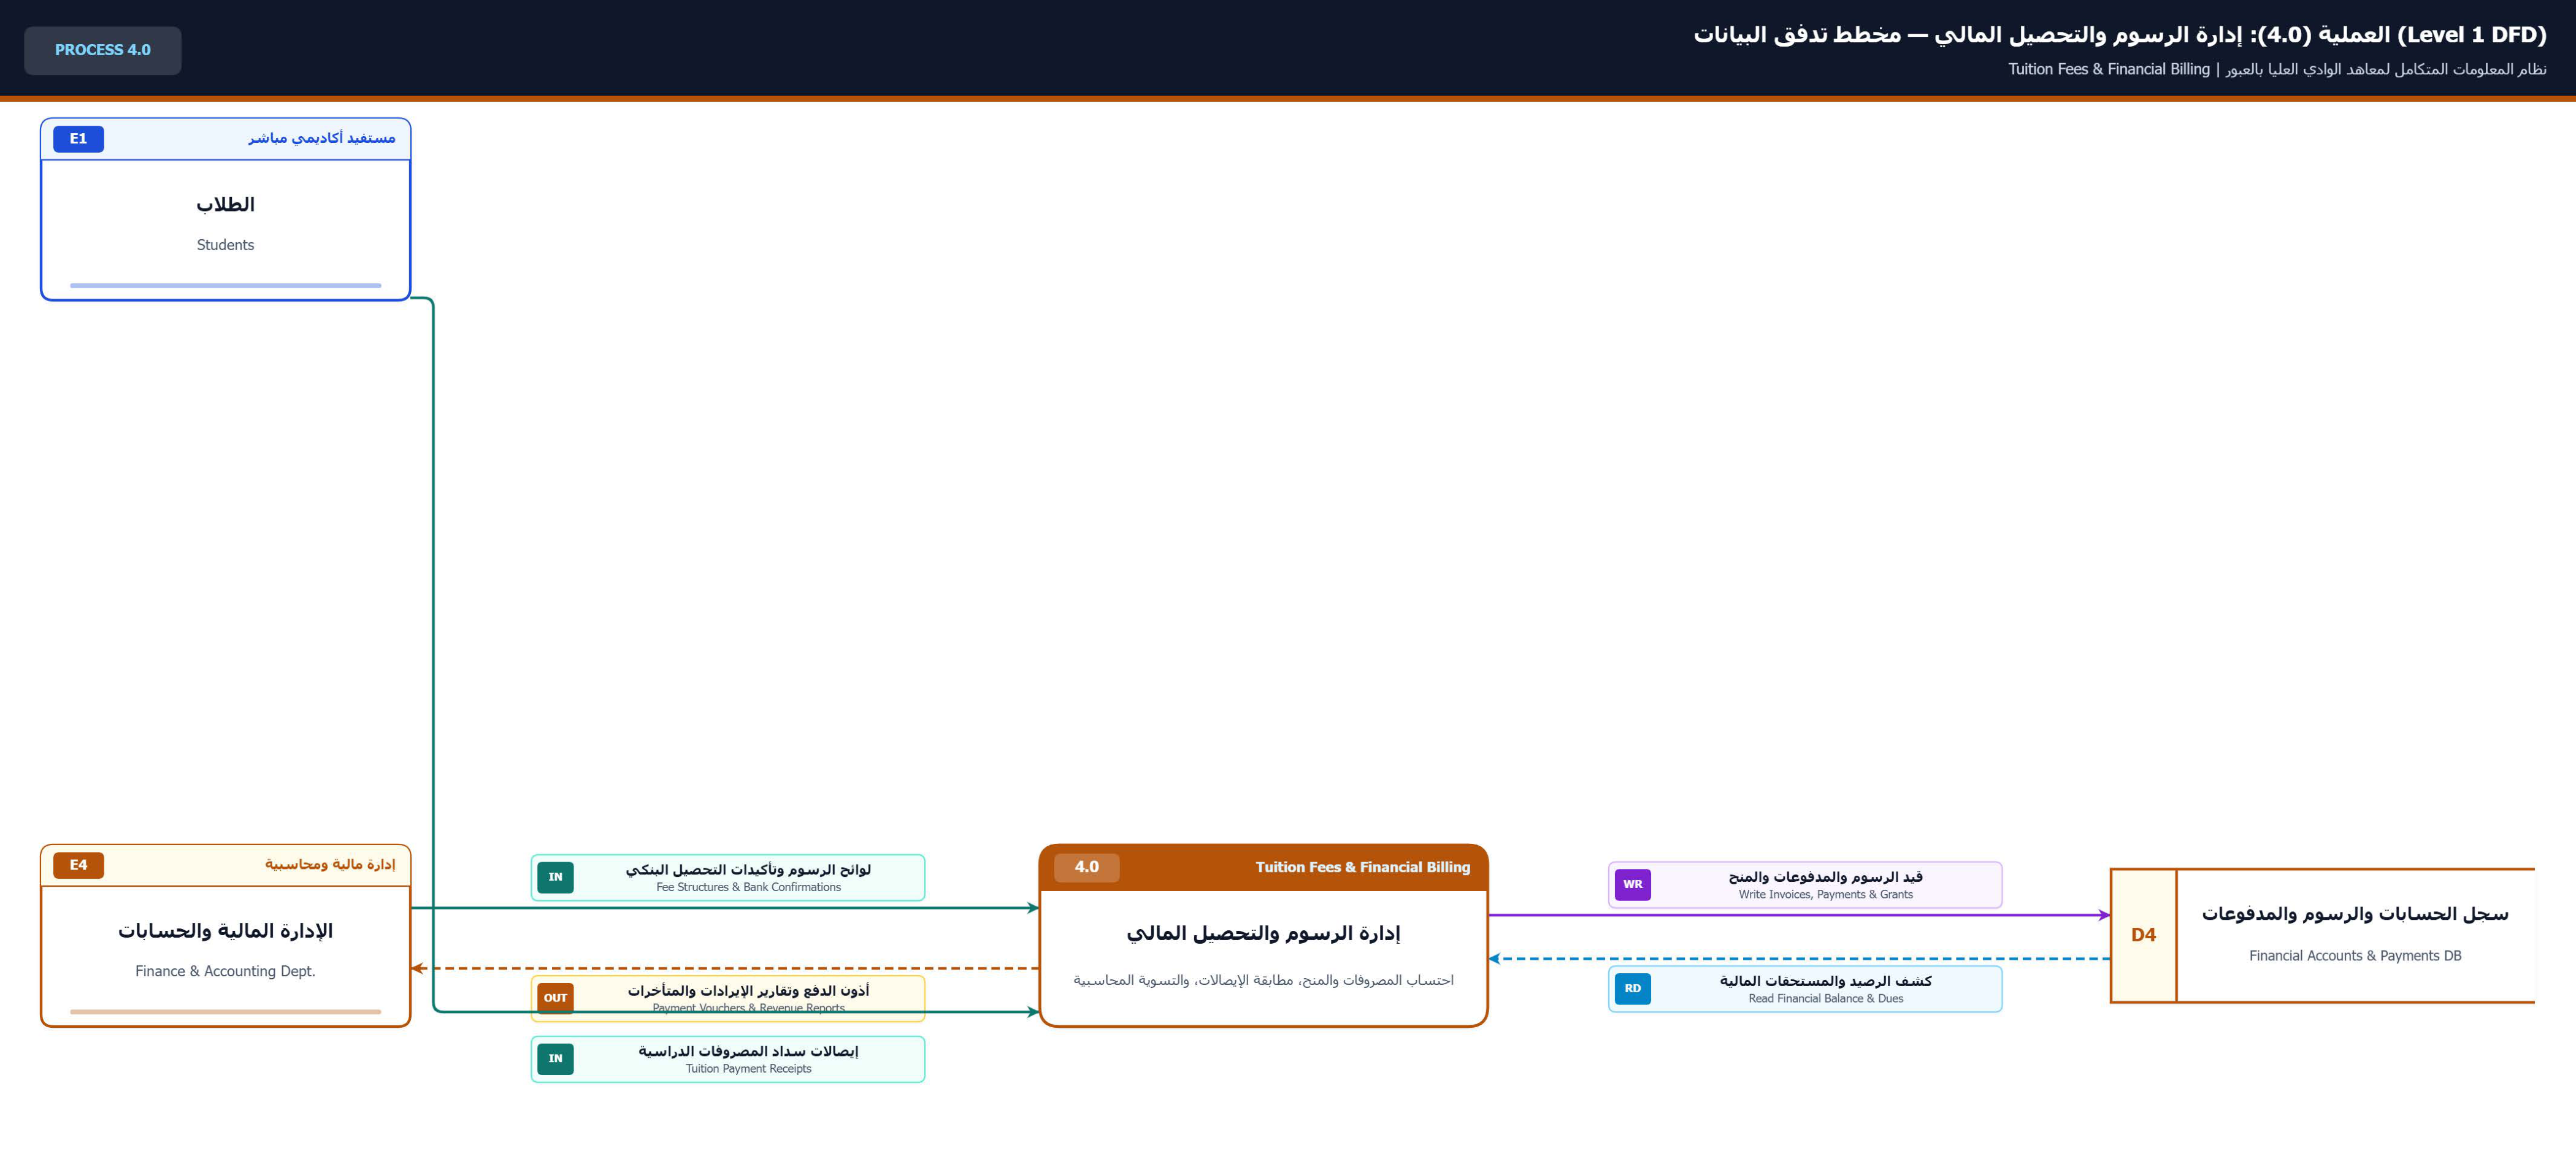 (Level 1 DFD) العملية (4.0): إدارة الرسوم والتحصيل المالي — مخطط تدفق البيانات
نظام المعلومات المتكامل لمعاهد الوادي العليا بالعبور | Tuition Fees & Financial Billing
PROCESS 4.0
مستفيد أكاديمي مباشر
E1
الطلاب
Students
إدارة مالية ومحاسبية
E4
الإدارة المالية والحسابات
Finance & Accounting Dept.
IN
لوائح الرسوم وتأكيدات التحصيل البنكي
Fee Structures & Bank Confirmations
OUT
أذون الدفع وتقارير الإيرادات والمتأخرات
Payment Vouchers & Revenue Reports
IN
إيصالات سداد المصروفات الدراسية
Tuition Payment Receipts
4.0
Tuition Fees & Financial Billing
إدارة الرسوم والتحصيل المالي
احتساب المصروفات والمنح، مطابقة الإيصالات، والتسوية المحاسبية
WR
قيد الرسوم والمدفوعات والمنح
Write Invoices, Payments & Grants
RD
كشف الرصيد والمستحقات المالية
Read Financial Balance & Dues
D4
سجل الحسابات والرسوم والمدفوعات
Financial Accounts & Payments DB